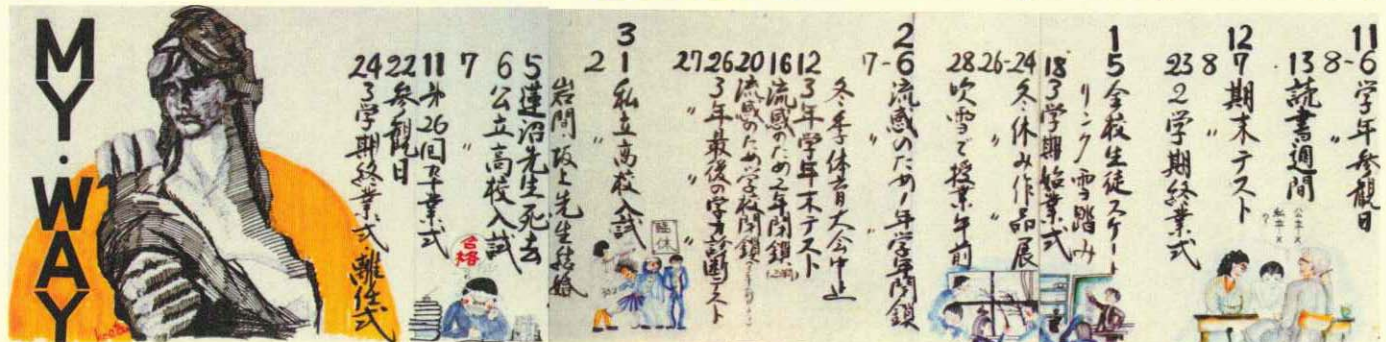 11
6- 学年参観日
8 〃
13 読書週間
12
7 期末テスト
8 〃
23 2学期終業式
公立-×
私立-×
?
1
5 全校生徒スケート
リンク雪踏み
18 3学期始業式
24- 冬休み作品展
26 〃
28 吹雪で授業午前
2
6- 流感のため1年学年閉鎖
7 〃
冬季体育大会中止
12 3年学年末テスト
16 流感のため2年閉鎖
20 流感のため学校閉鎖
26 3年最後の学力診断テスト
27 〃
臨休
3
1 私立高校入試
2 〃
岩間・坂上先生結婚
5 蓮沼先生死去
6 公立高校入試
7 〃
合格
11 第26回卒業式
22 参観日
24 3学期終業式・離任式
MY・WAY